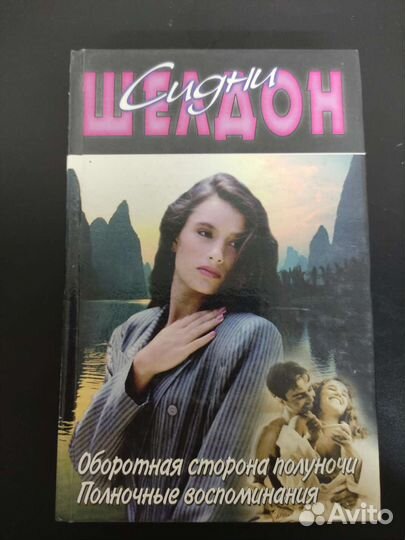 Сидни
ШЕЛДОН
Оборотная сторона полуночи
Полночные воспоминания
Avito